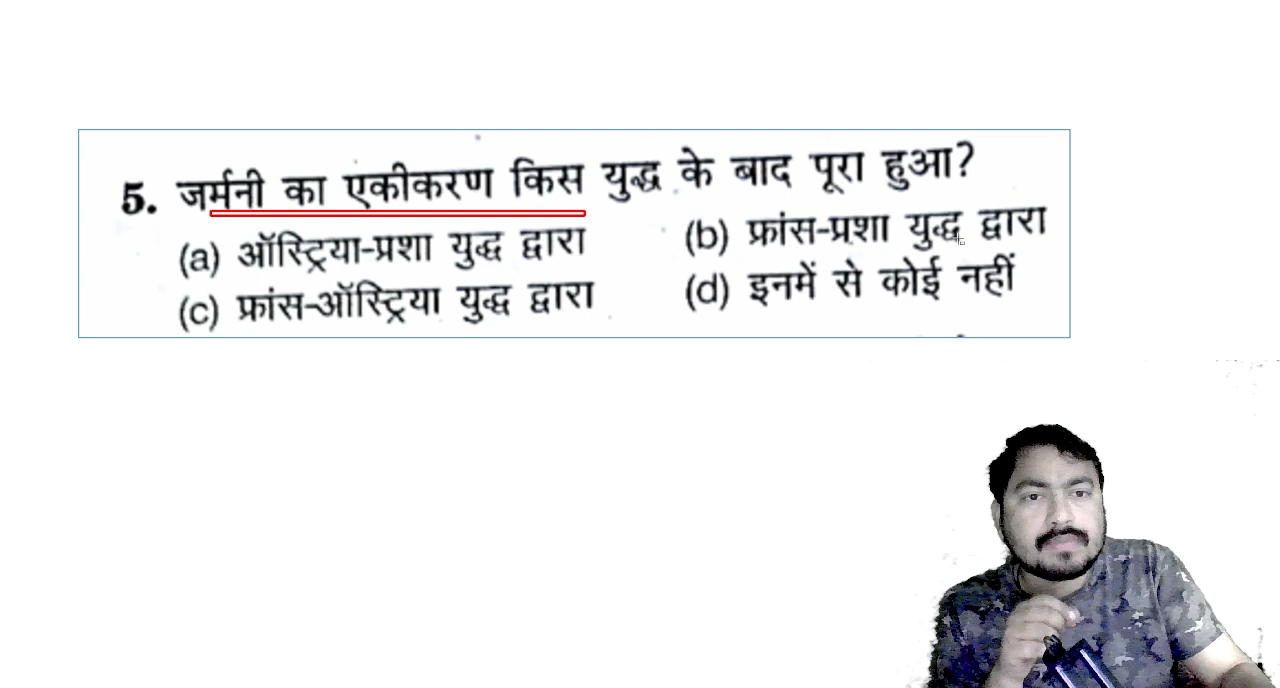 5. जर्मनी का एकीकरण किस युद्ध के बाद पूरा हुआ?
(a) ऑस्ट्रिया-प्रशा युद्ध द्वारा (b) फ्रांस-प्रशा युद्ध द्वारा
(c) फ्रांस-ऑस्ट्रिया युद्ध द्वारा (d) इनमें से कोई नहीं